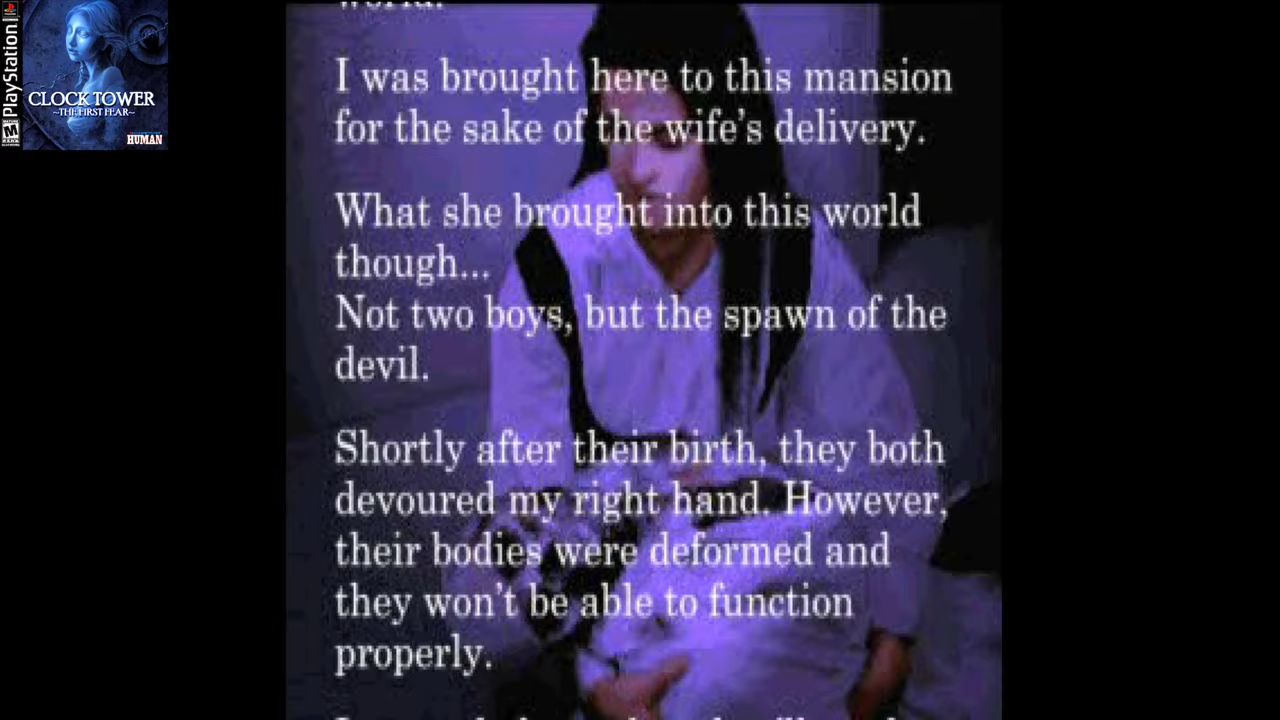 PlayStation
CLOCK TOWER
~THE FIRST FEAR~
HUMAN
world.
I was brought here to this mansion
for the sake of the wife's delivery.
What she brought into this world
though...
Not two boys, but the spawn of the
devil.
Shortly after their birth, they both
devoured my right hand. However,
their bodies were deformed and
they won't be able to function
properly.